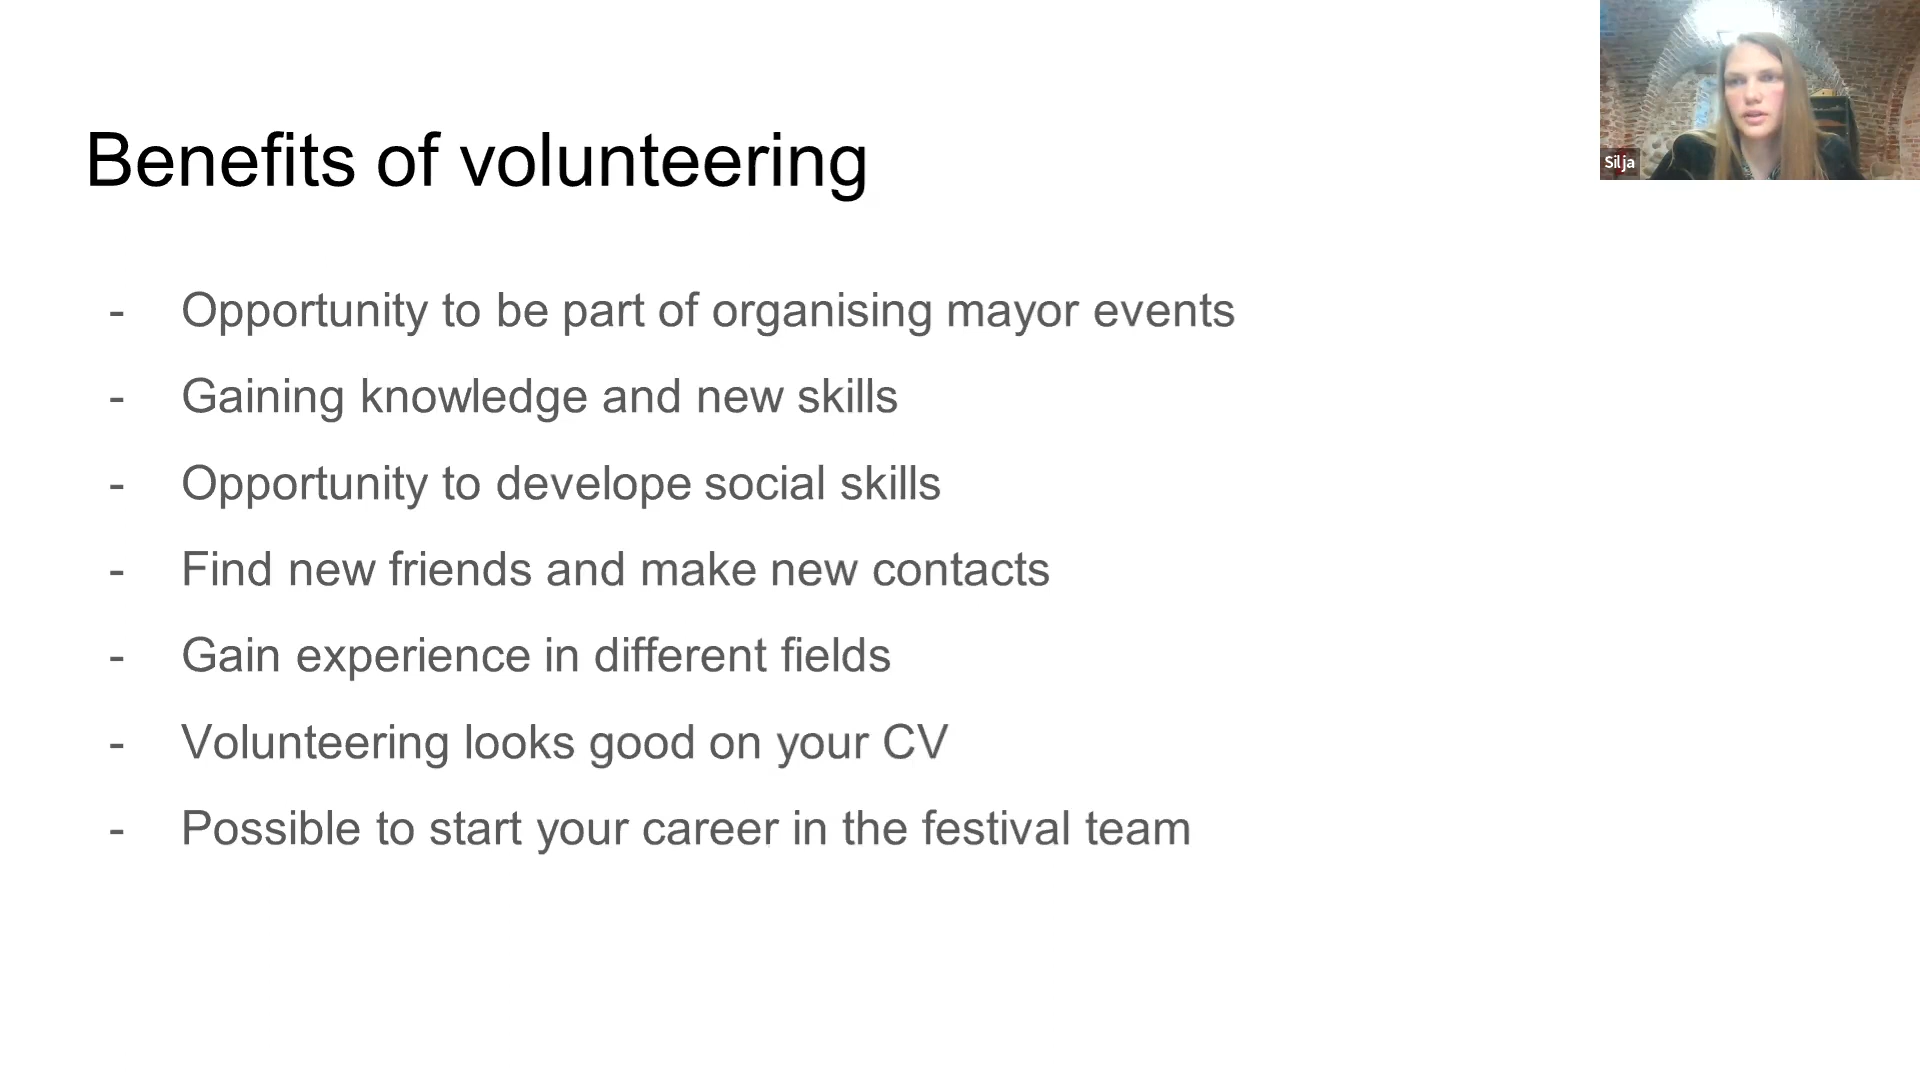 Benefits of volunteering
- Opportunity to be part of organising mayor events
- Gaining knowledge and new skills
- Opportunity to develope social skills
- Find new friends and make new contacts
- Gain experience in different fields
- Volunteering looks good on your CV
- Possible to start your career in the festival team
Silja